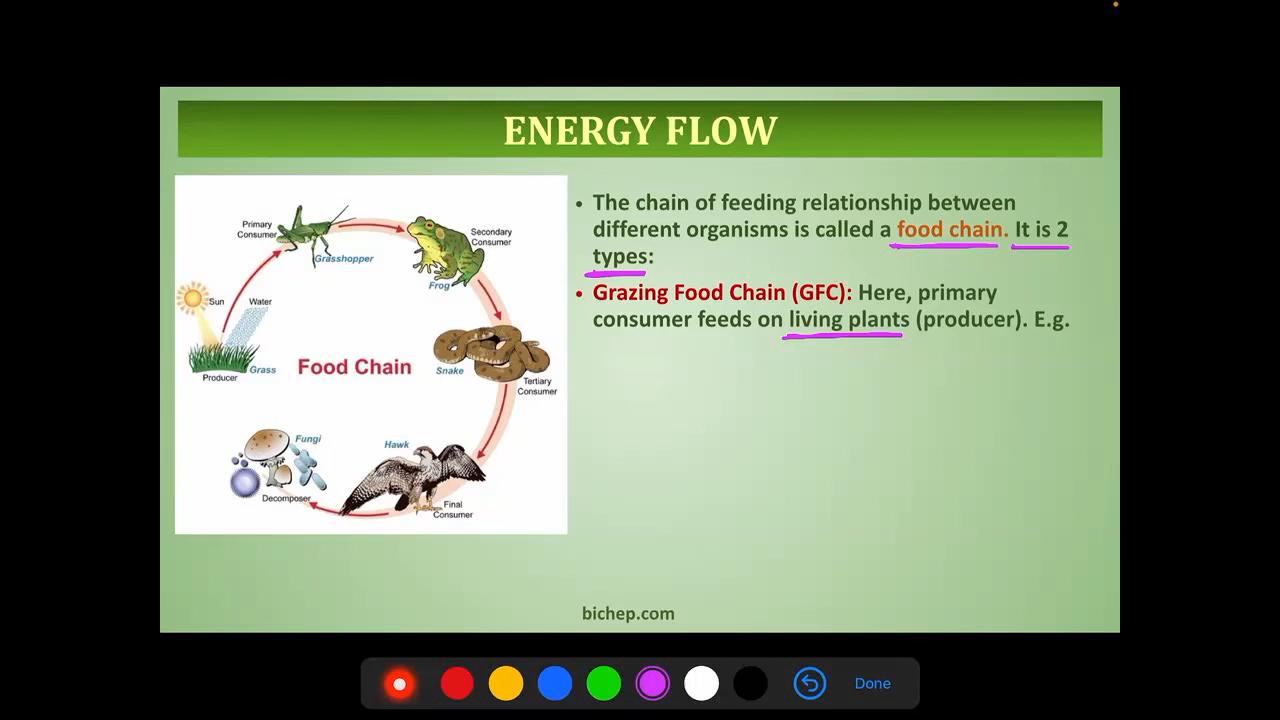 ENERGY FLOW
• The chain of feeding relationship between
different organisms is called a food chain. It is 2
types:
• Grazing Food Chain (GFC): Here, primary
consumer feeds on living plants (producer). E.g.
Primary
Consumer
Grasshopper
Secondary
Consumer
Frog
Sun
Water
Grass
Producer
Food Chain
Snake
Tertiary
Consumer
Hawk
Final
Consumer
Fungi
Decomposer
bichep.com
Done